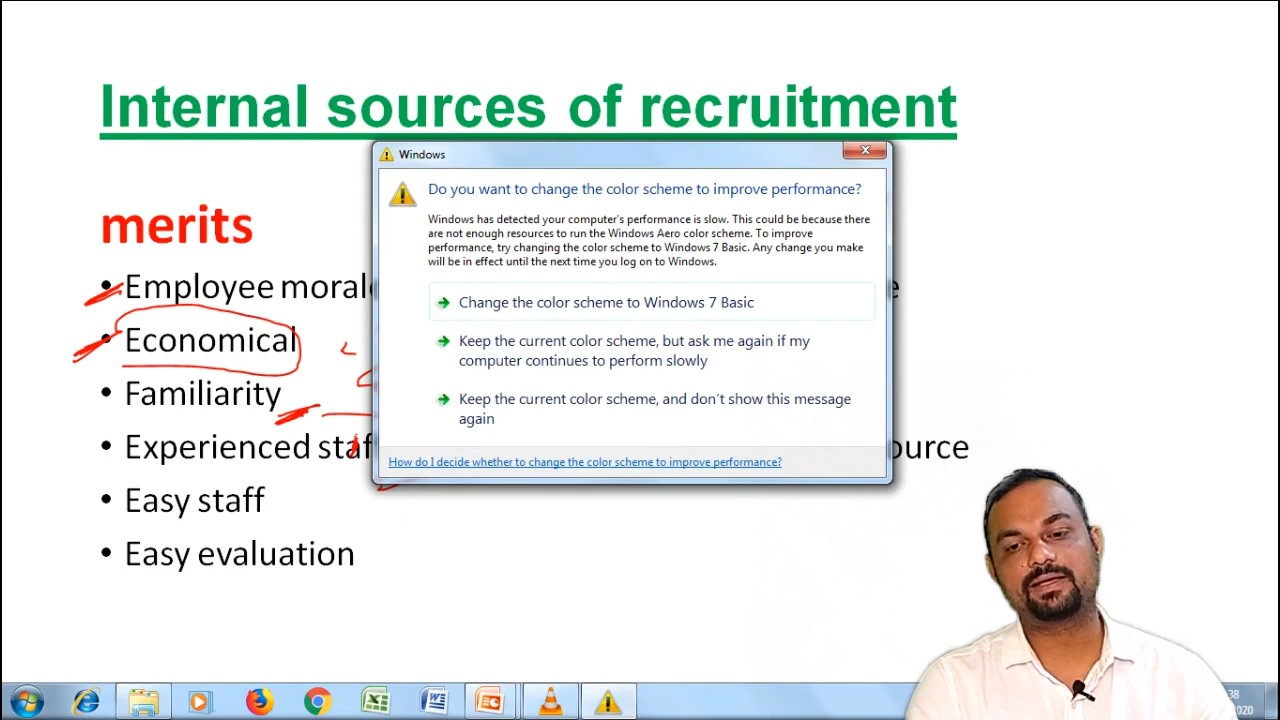 Internal sources of recruitment
Windows
Do you want to change the color scheme to improve performance?
merits
Windows has detected your computer's performance is slow. This could be because there
are not enough resources to run the Windows Aero color scheme. To improve
performance, try changing the color scheme to Windows 7 Basic. Any change you make
will be in effect until the next time you log on to Windows.
• Employee moral
Change the color scheme to Windows 7 Basic
• Economical
Keep the current color scheme, but ask me again if my
computer continues to perform slowly
• Familiarity
Keep the current color scheme, and don't show this message
again
• Experienced staf
ource
How do I decide whether to change the color scheme to improve performance?
• Easy staff
• Easy evaluation
38
2020